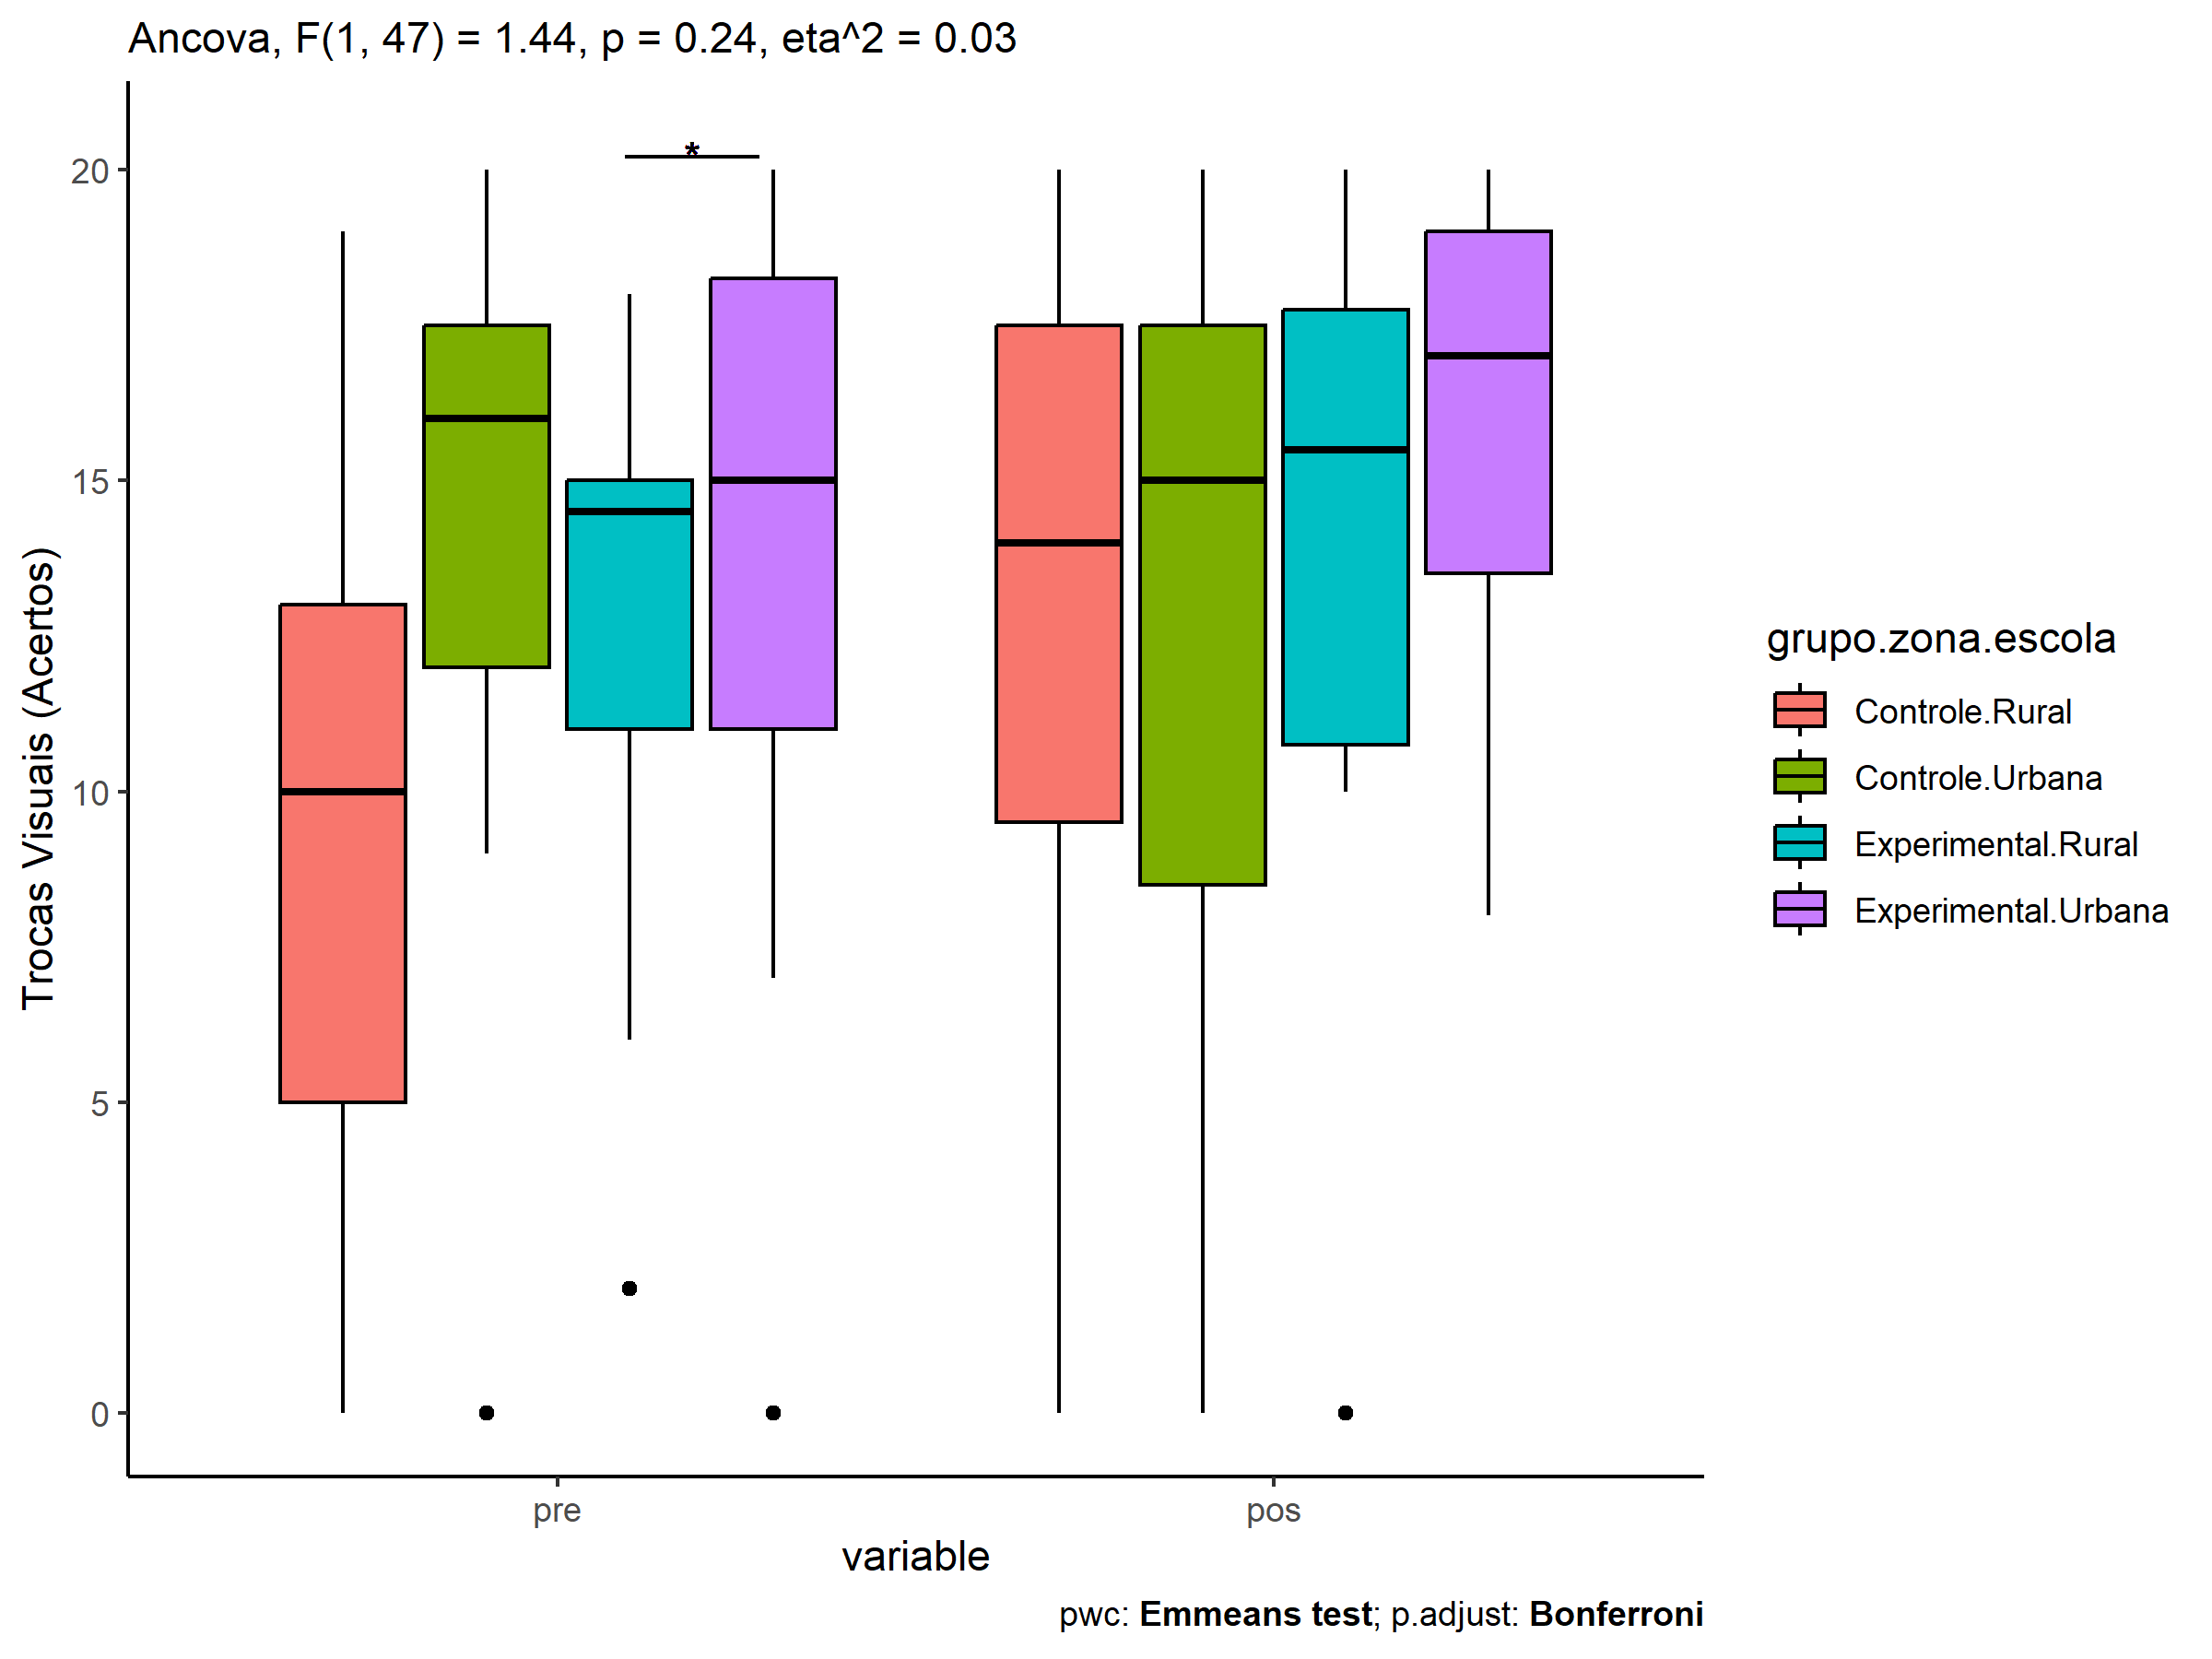 Ancova, F(1, 47) = 1.44, p = 0.24, eta^2 = 0.03
*
20
15
10
5
0
Trocas Visuais (Acertos)
pre
pos
variable
grupo.zona.escola
Controle.Rural
Controle.Urbana
Experimental.Rural
Experimental.Urbana
pwc: Emmeans test; p.adjust: Bonferroni